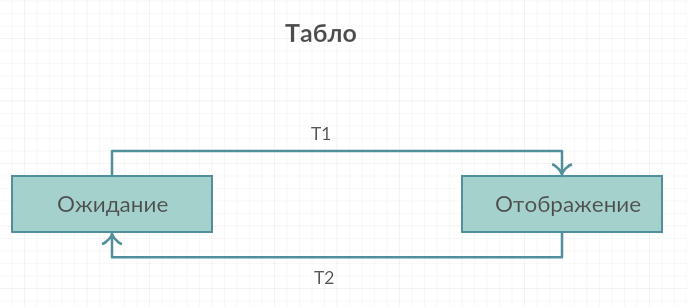 Табло
T1
Ожидание
Отображение
T2